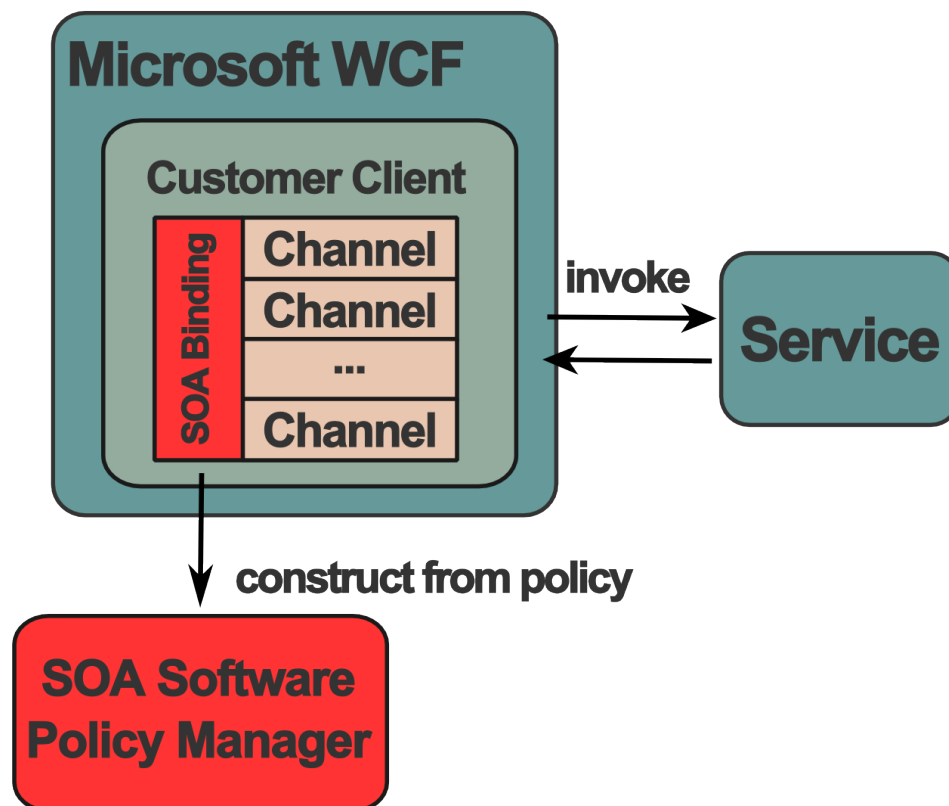 Microsoft WCF
Customer Client
SOA Binding
Channel
Channel
...
Channel
invoke
Service
construct from policy
SOA Software
Policy Manager